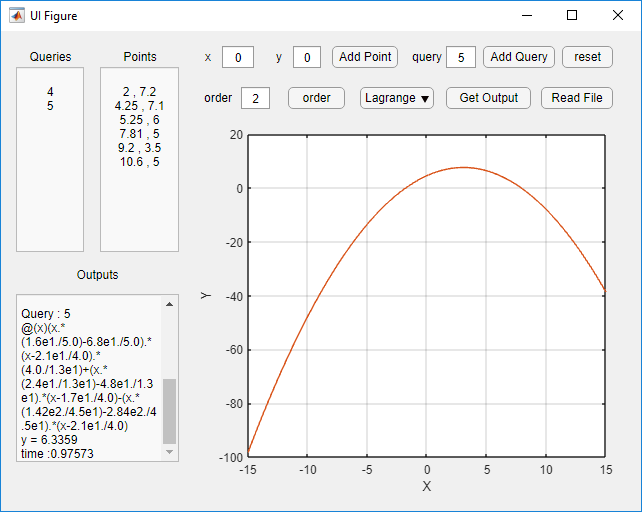 UI Figure
Queries
Points
4
5
2 , 7.2
4.25 , 7.1
5.25 , 6
7.81 , 5
9.2 , 3.5
10.6 , 5
x 0 y 0 Add Point query 5 Add Query reset
order 2 order Lagrange ▼ Get Output Read File
Outputs
Query : 5
@(x)(x.*
(1.6e1./5.0)-6.8e1./5.0).*
(x-2.1e1./4.0).*
(4.0./1.3e1)+(x.*
(2.4e1./1.3e1)-4.8e1./1.3
e1).*(x-1.7e1./4.0)-(x.*
(1.42e2./4.5e1)-2.84e2./4
.5e1).*(x-2.1e1./4.0)
y = 6.3359
time :0.97573
20
0
-20
-40
-60
-80
-100
Y
-15 -10 -5 0 5 10 15
X